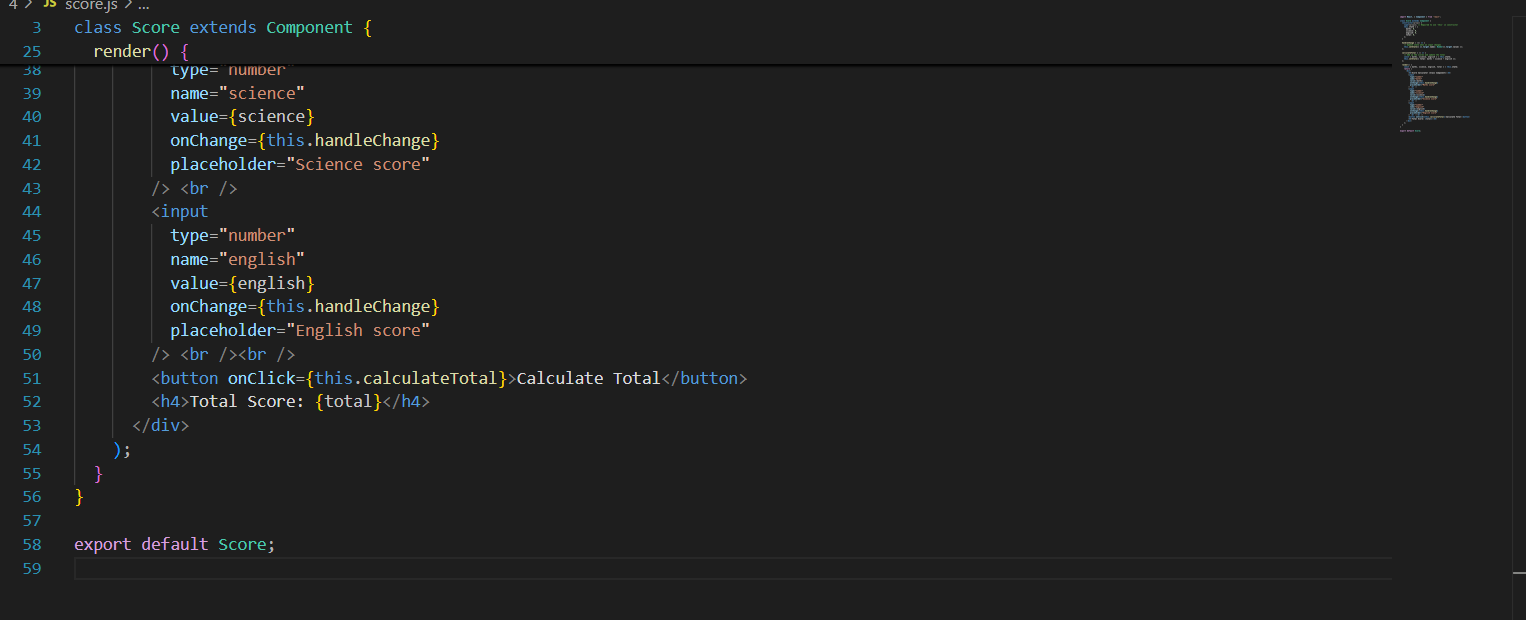 4 > JS score.js > ...
3 class Score extends Component {
25 render() {
38 type="number"
39 name="science"
40 value={science}
41 onChange={this.handleChange}
42 placeholder="Science score"
43 /> <br />
44 <input
45 type="number"
46 name="english"
47 value={english}
48 onChange={this.handleChange}
49 placeholder="English score"
50 /> <br /><br />
51 <button onClick={this.calculateTotal}>Calculate Total</button>
52 <h4>Total Score: {total}</h4>
53 </div>
54 );
55 }
56 }
57
58 export default Score;
59